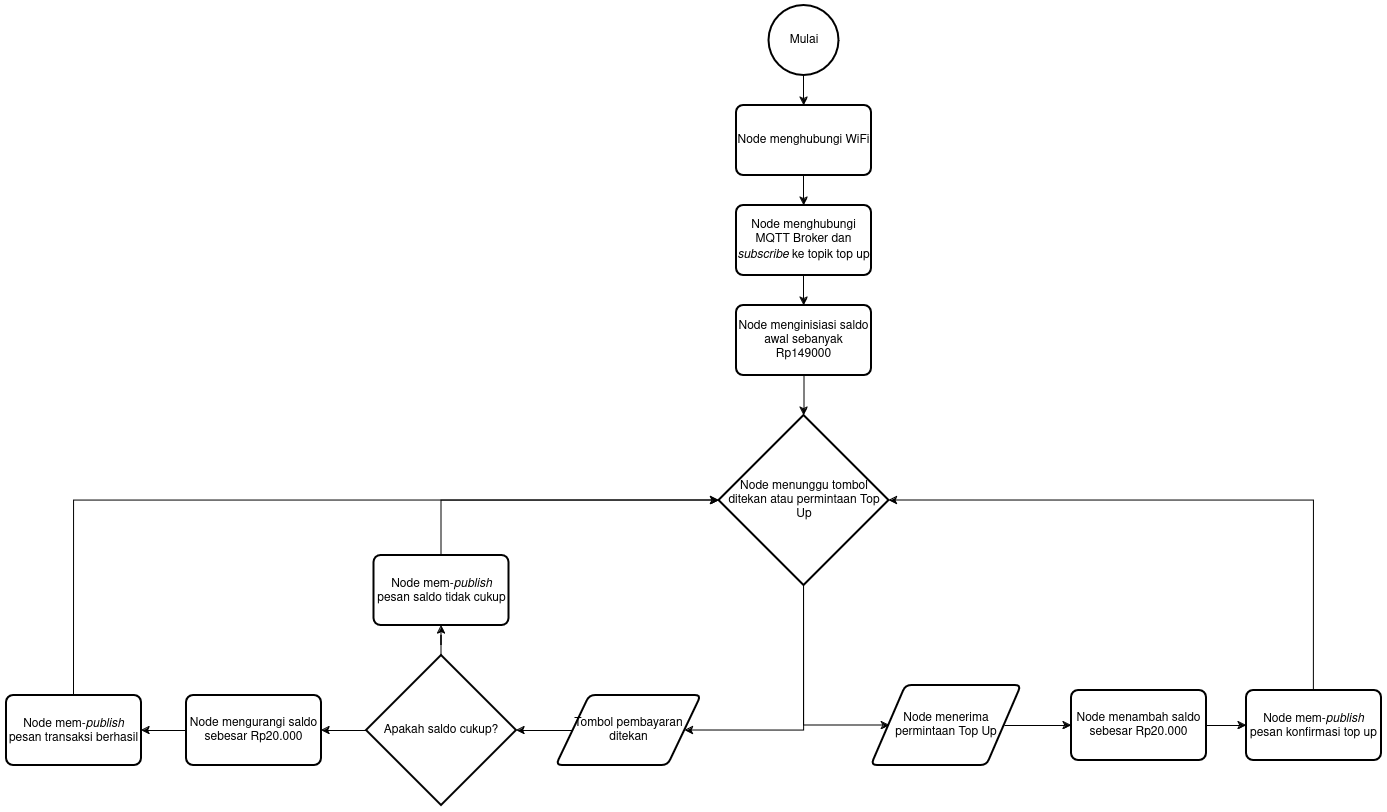 Mulai
Node menghubungi WiFi
Node menghubungi
MQTT Broker dan
subscribe ke topik top up
Node menginisiasi saldo
awal sebanyak
Rp149000
Node menunggu tombol
ditekan atau permintaan Top
Up
Node mem-publish
pesan saldo tidak cukup
Node mem-publish
pesan transaksi berhasil
Node mengurangi saldo
sebesar Rp20.000
Apakah saldo cukup?
Tombol pembayaran
ditekan
Node menerima
permintaan Top Up
Node menambah saldo
sebesar Rp20.000
Node mem-publish
pesan konfirmasi top up